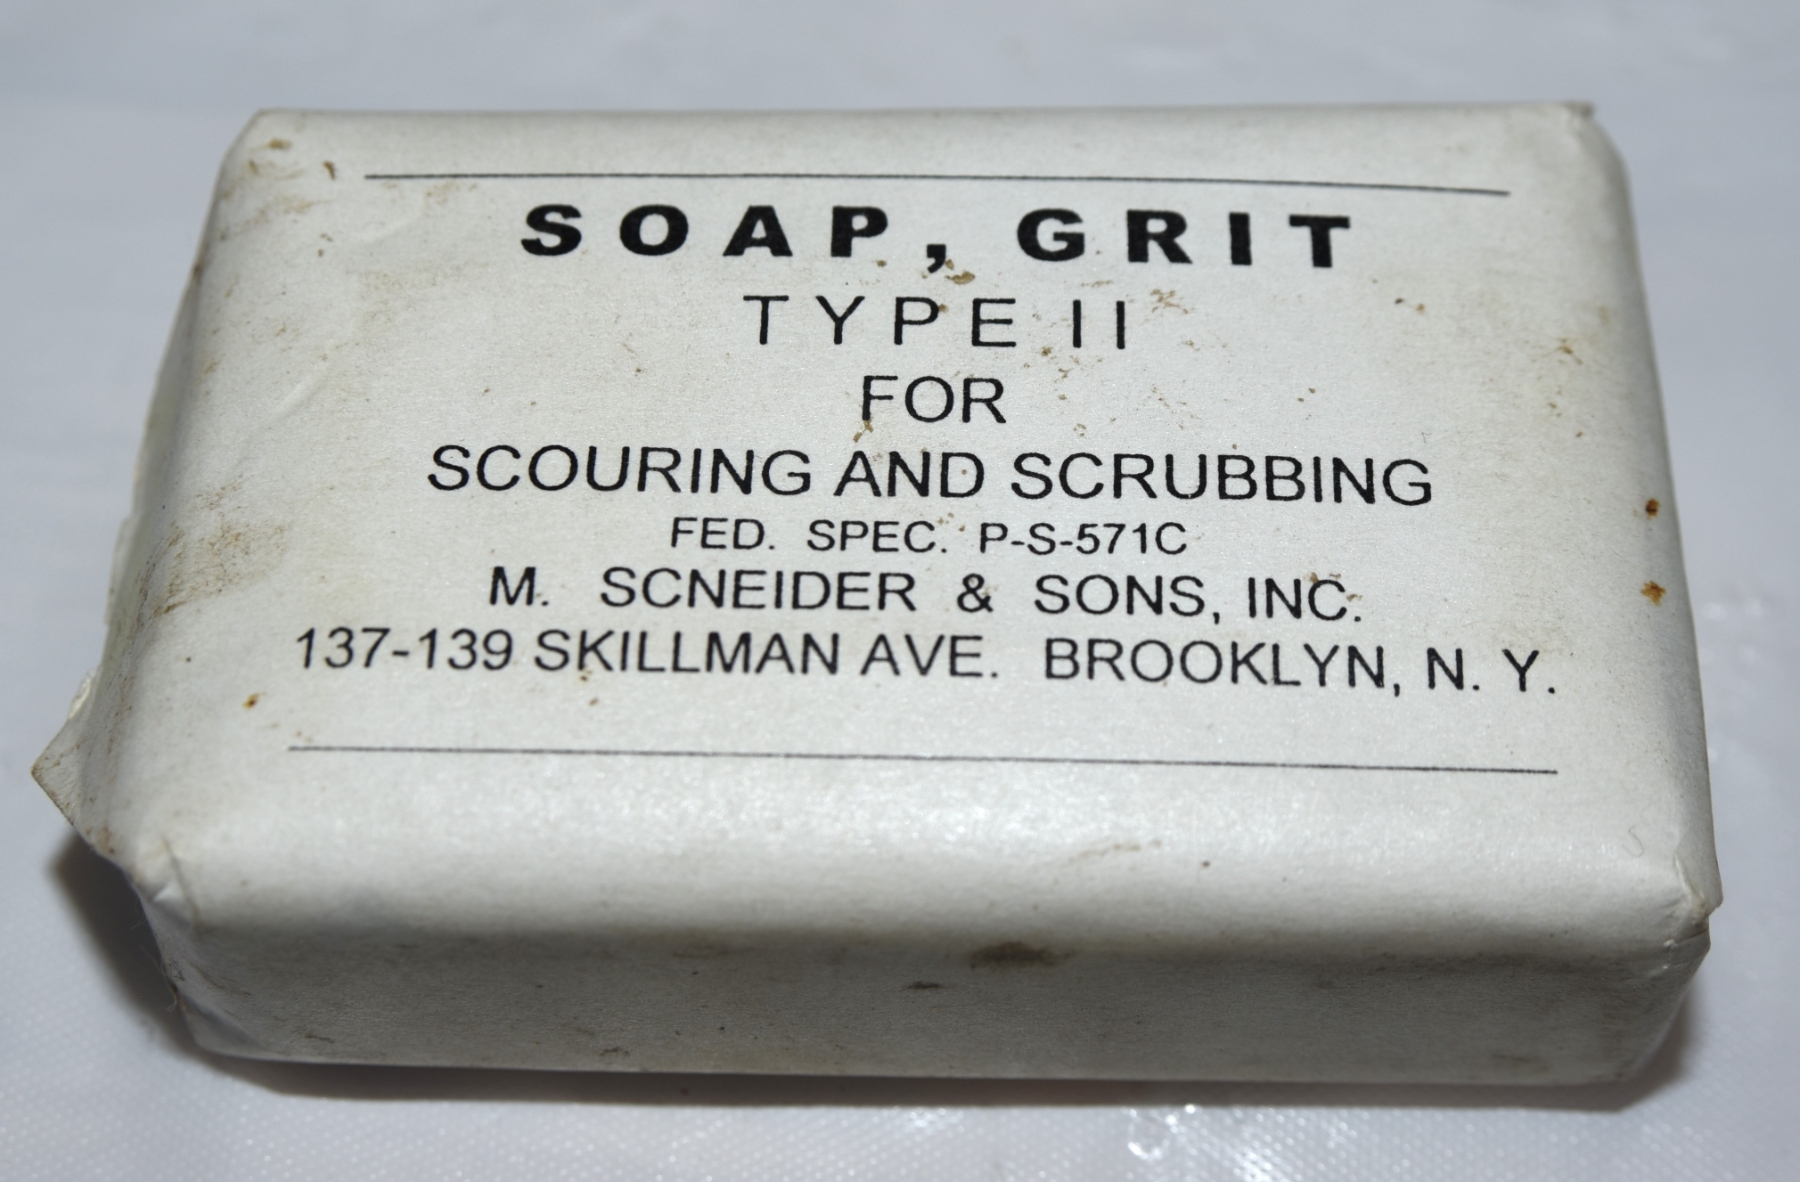 SOAP, GRIT
TYPE II
FOR
SCOURING AND SCRUBBING
FED. SPEC. P-S-571C
M. SCNEIDER & SONS, INC.
137-139 SKILLMAN AVE. BROOKLYN, N. Y.